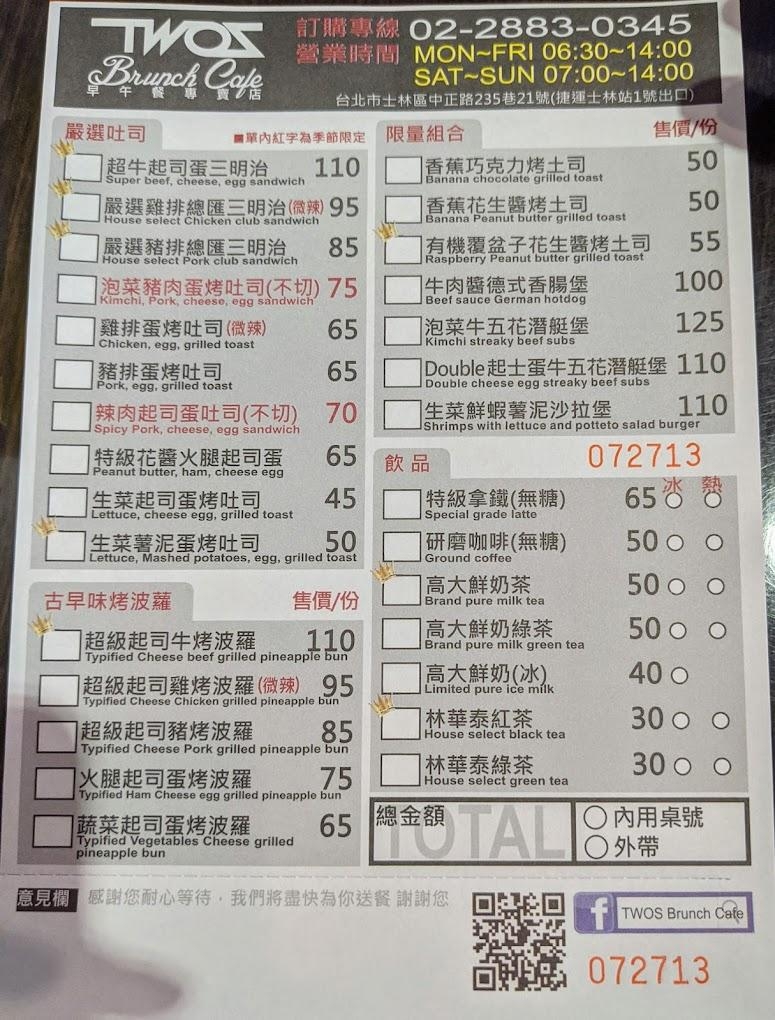 TWOS
Brunch Cafe
早午餐專賣店
訂購專線 02-2883-0345
營業時間 MON~FRI 06:30~14:00
SAT~SUN 07:00~14:00
台北市士林區中正路235巷21號(捷運士林站1號出口)
嚴選吐司 ■單內紅字為季節限定
超牛起司蛋三明治 110
Super beef, cheese, egg sandwich
嚴選雞排總匯三明治(微辣) 95
House select Chicken club sandwich
嚴選豬排總匯三明治 85
House select Pork club sandwich
泡菜豬肉蛋烤吐司(不切) 75
Kimchi, Pork, cheese, egg sandwich
雞排蛋烤吐司(微辣) 65
Chicken, egg, grilled toast
豬排蛋烤吐司 65
Pork, egg, grilled toast
辣肉起司蛋吐司(不切) 70
Spicy Pork, cheese, egg sandwich
特級花醬火腿起司蛋 65
Peanut butter, ham, cheese egg
生菜起司蛋烤吐司 45
Lettuce, cheese egg, grilled toast
生菜薯泥蛋烤吐司 50
Lettuce, Mashed potatoes, egg, grilled toast
古早味烤波蘿 售價/份
超級起司牛烤波羅 110
Typified Cheese beef grilled pineapple bun
超級起司雞烤波羅(微辣) 95
Typified Cheese Chicken grilled pineapple bun
超級起司豬烤波羅 85
Typified Cheese Pork grilled pineapple bun
火腿起司蛋烤波羅 75
Typified Ham Cheese egg grilled pineapple bun
蔬菜起司蛋烤波羅 65
Typified Vegetables Cheese grilled
pineapple bun
限量組合 售價/份
香蕉巧克力烤土司 50
Banana chocolate grilled toast
香蕉花生醬烤土司 50
Banana Peanut butter grilled toast
有機覆盆子花生醬烤土司 55
Raspberry Peanut butter grilled toast
牛肉醬德式香腸堡 100
Beef sauce German hotdog
泡菜牛五花潛艇堡 125
Kimchi streaky beef subs
Double起士蛋牛五花潛艇堡 110
Double cheese egg streaky beef subs
生菜鮮蝦薯泥沙拉堡 110
Shrimps with lettuce and potteto salad burger
072713
飲品 冰 熱
特級拿鐵(無糖) 65
Special grade latte
研磨咖啡(無糖) 50
Ground coffee
高大鮮奶茶 50
Brand pure milk tea
高大鮮奶綠茶 50
Brand pure milk green tea
高大鮮奶(冰) 40
Limited pure ice milk
林華泰紅茶 30
House select black tea
林華泰綠茶 30
House select green tea
總金額 TOTAL
內用桌號
外帶
意見欄 感謝您耐心等待，我們將盡快為你送餐 謝謝您
f TWOS Brunch Cafe
072713